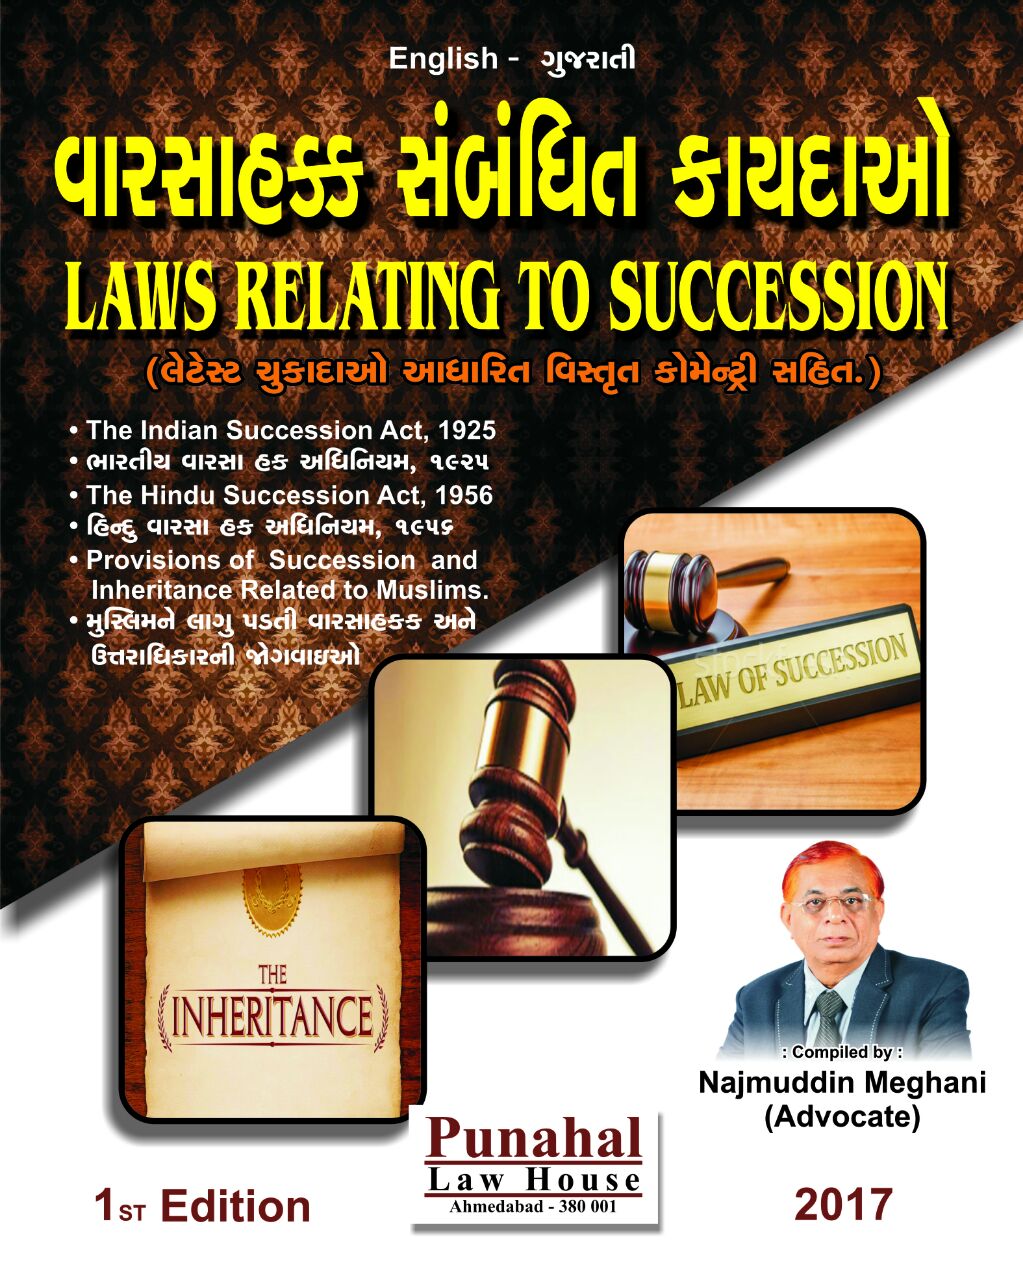 English - ગુજરાતી
વારસાહક્ક સંબંધિત કાયદાઓ
LAWS RELATING TO SUCCESSION
(લેટેસ્ટ ચુકાદાઓ આધારિત વિસ્તૃત કોમેન્ટ્રી સહિત.)
• The Indian Succession Act, 1925
• ભારતીય વારસા હક અધિનિયમ, ૧૯૨૫
• The Hindu Succession Act, 1956
• હિન્દુ વારસા હક અધિનિયમ, ૧૯૫૬
• Provisions of Succession and
Inheritance Related to Muslims.
• મુસ્લિમને લાગુ પડતી વારસાહકક અને
ઉત્તરાધિકારની જોગવાઇઓ
LAW OF SUCCESSION
THE
INHERITANCE
: Compiled by :
Najmuddin Meghani
(Advocate)
Punahal
Law House
Ahmedabad - 380 001
1ST Edition
2017